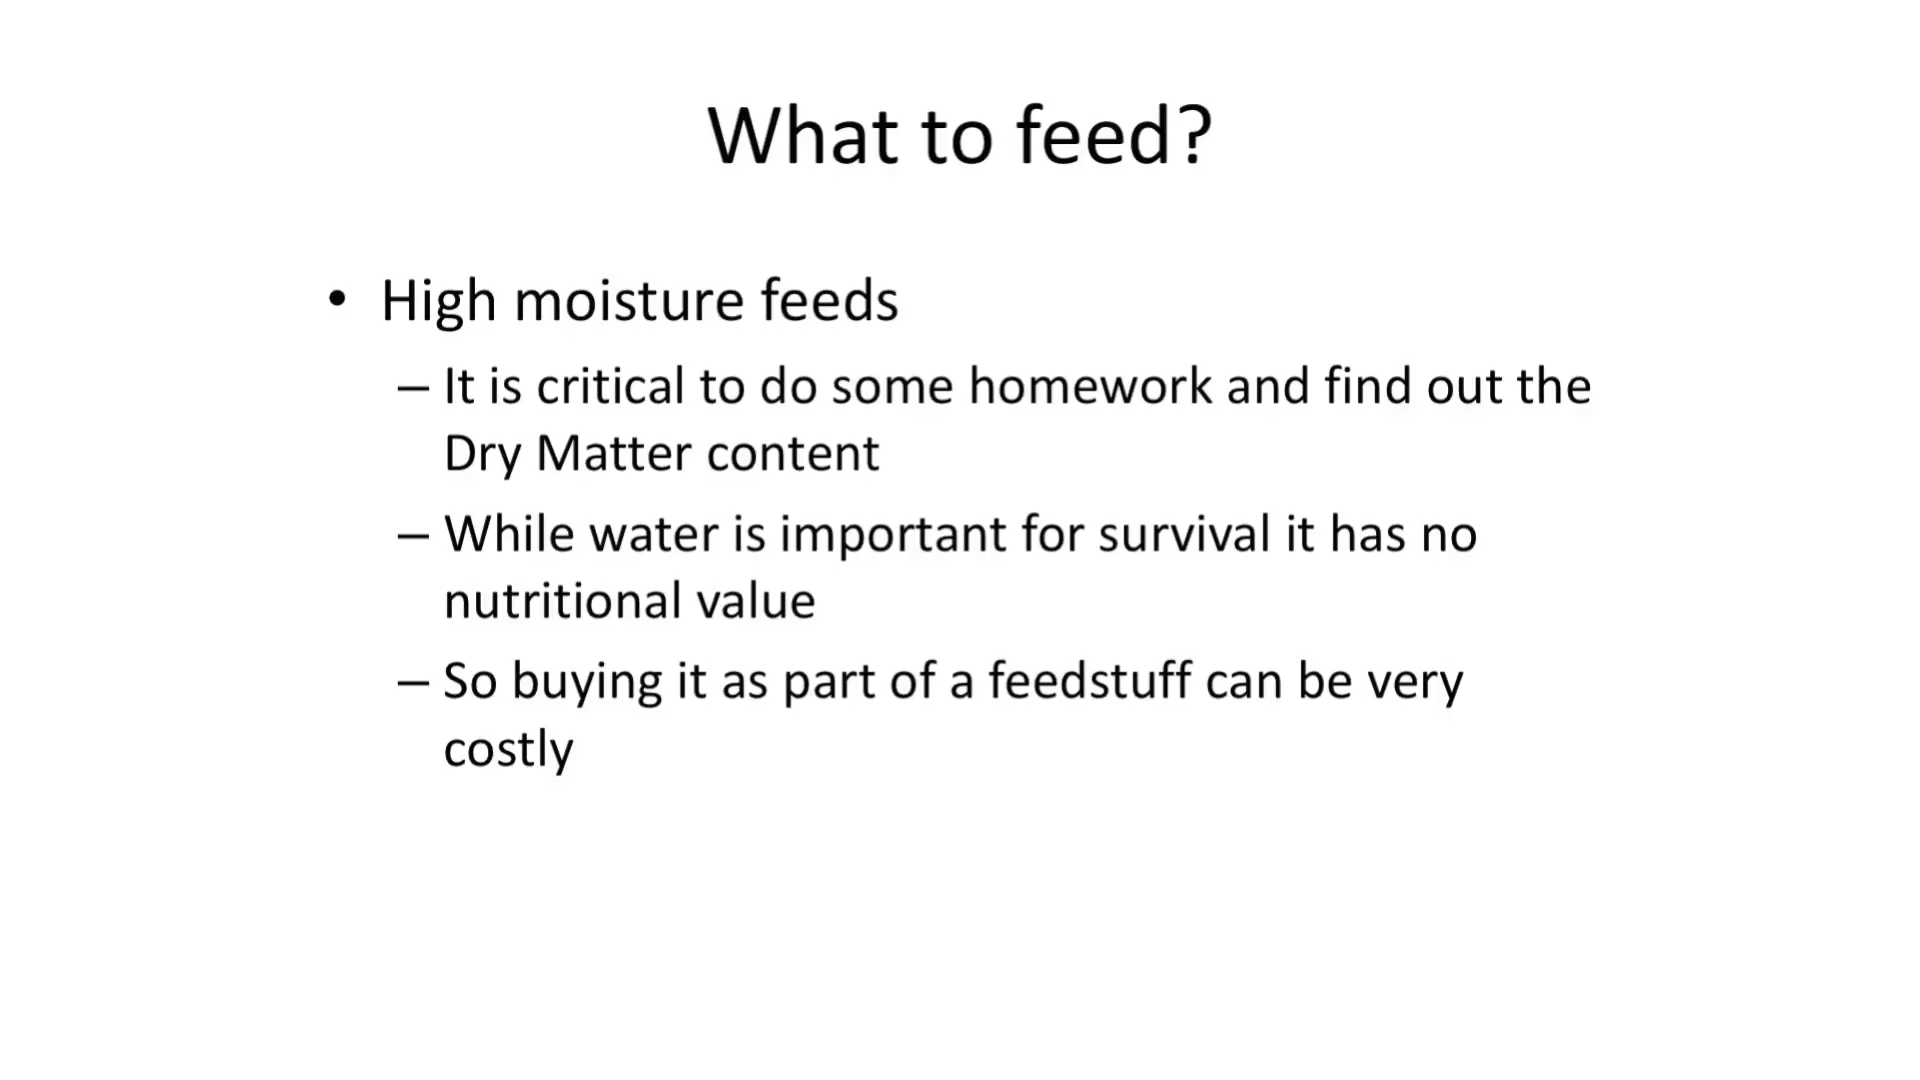 What to feed?
• High moisture feeds
– It is critical to do some homework and find out the
Dry Matter content
– While water is important for survival it has no
nutritional value
– So buying it as part of a feedstuff can be very
costly